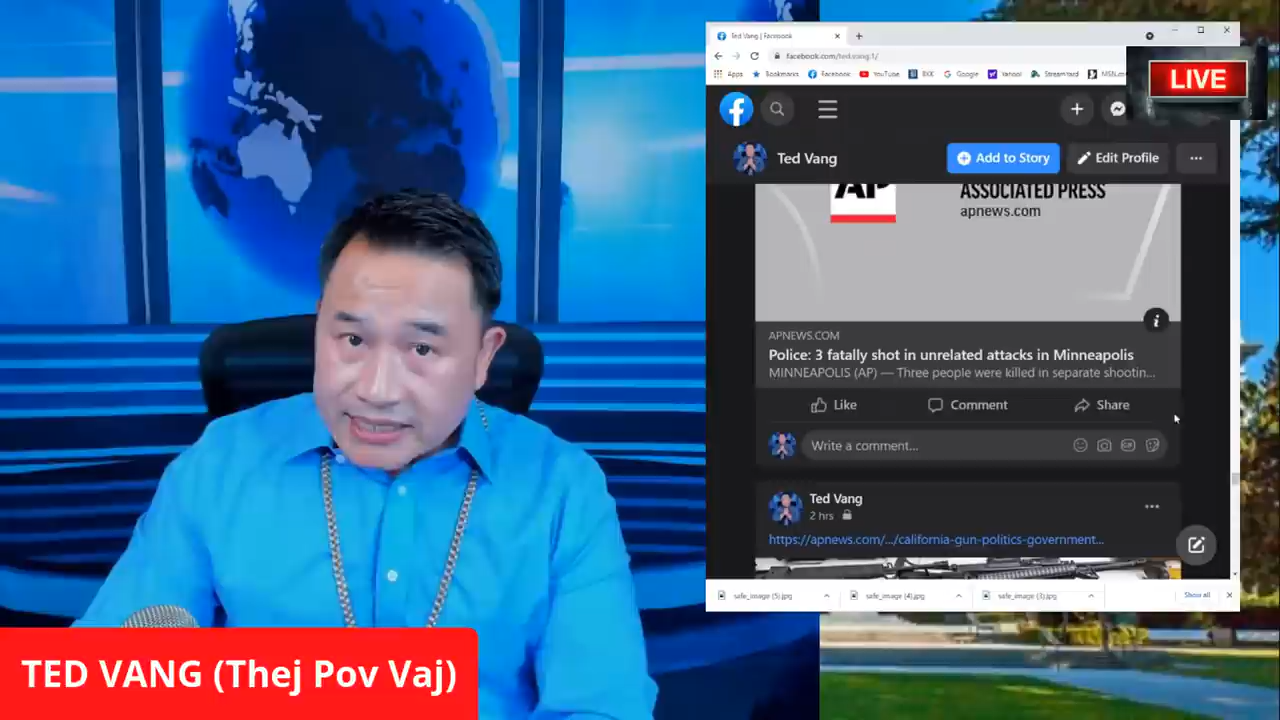 Ted Vang | Facebook
facebook.com/ted.vang.1/
Apps
Bookmarks
Facebook
YouTube
Google
Yahoo!
StreamYard
LIVE
Ted Vang
Add to Story
Edit Profile
AP
ASSOCIATED PRESS
apnews.com
APNEWS.COM
Police: 3 fatally shot in unrelated attacks in Minneapolis
MINNEAPOLIS (AP) — Three people were killed in separate shootin...
Like
Comment
Share
Write a comment...
Ted Vang
2 hrs
https://apnews.com/.../california-gun-politics-government...
safe_image (5).jpg
safe_image (4).jpg
safe_image (3).jpg
Show all
TED VANG (Thej Pov Vaj)